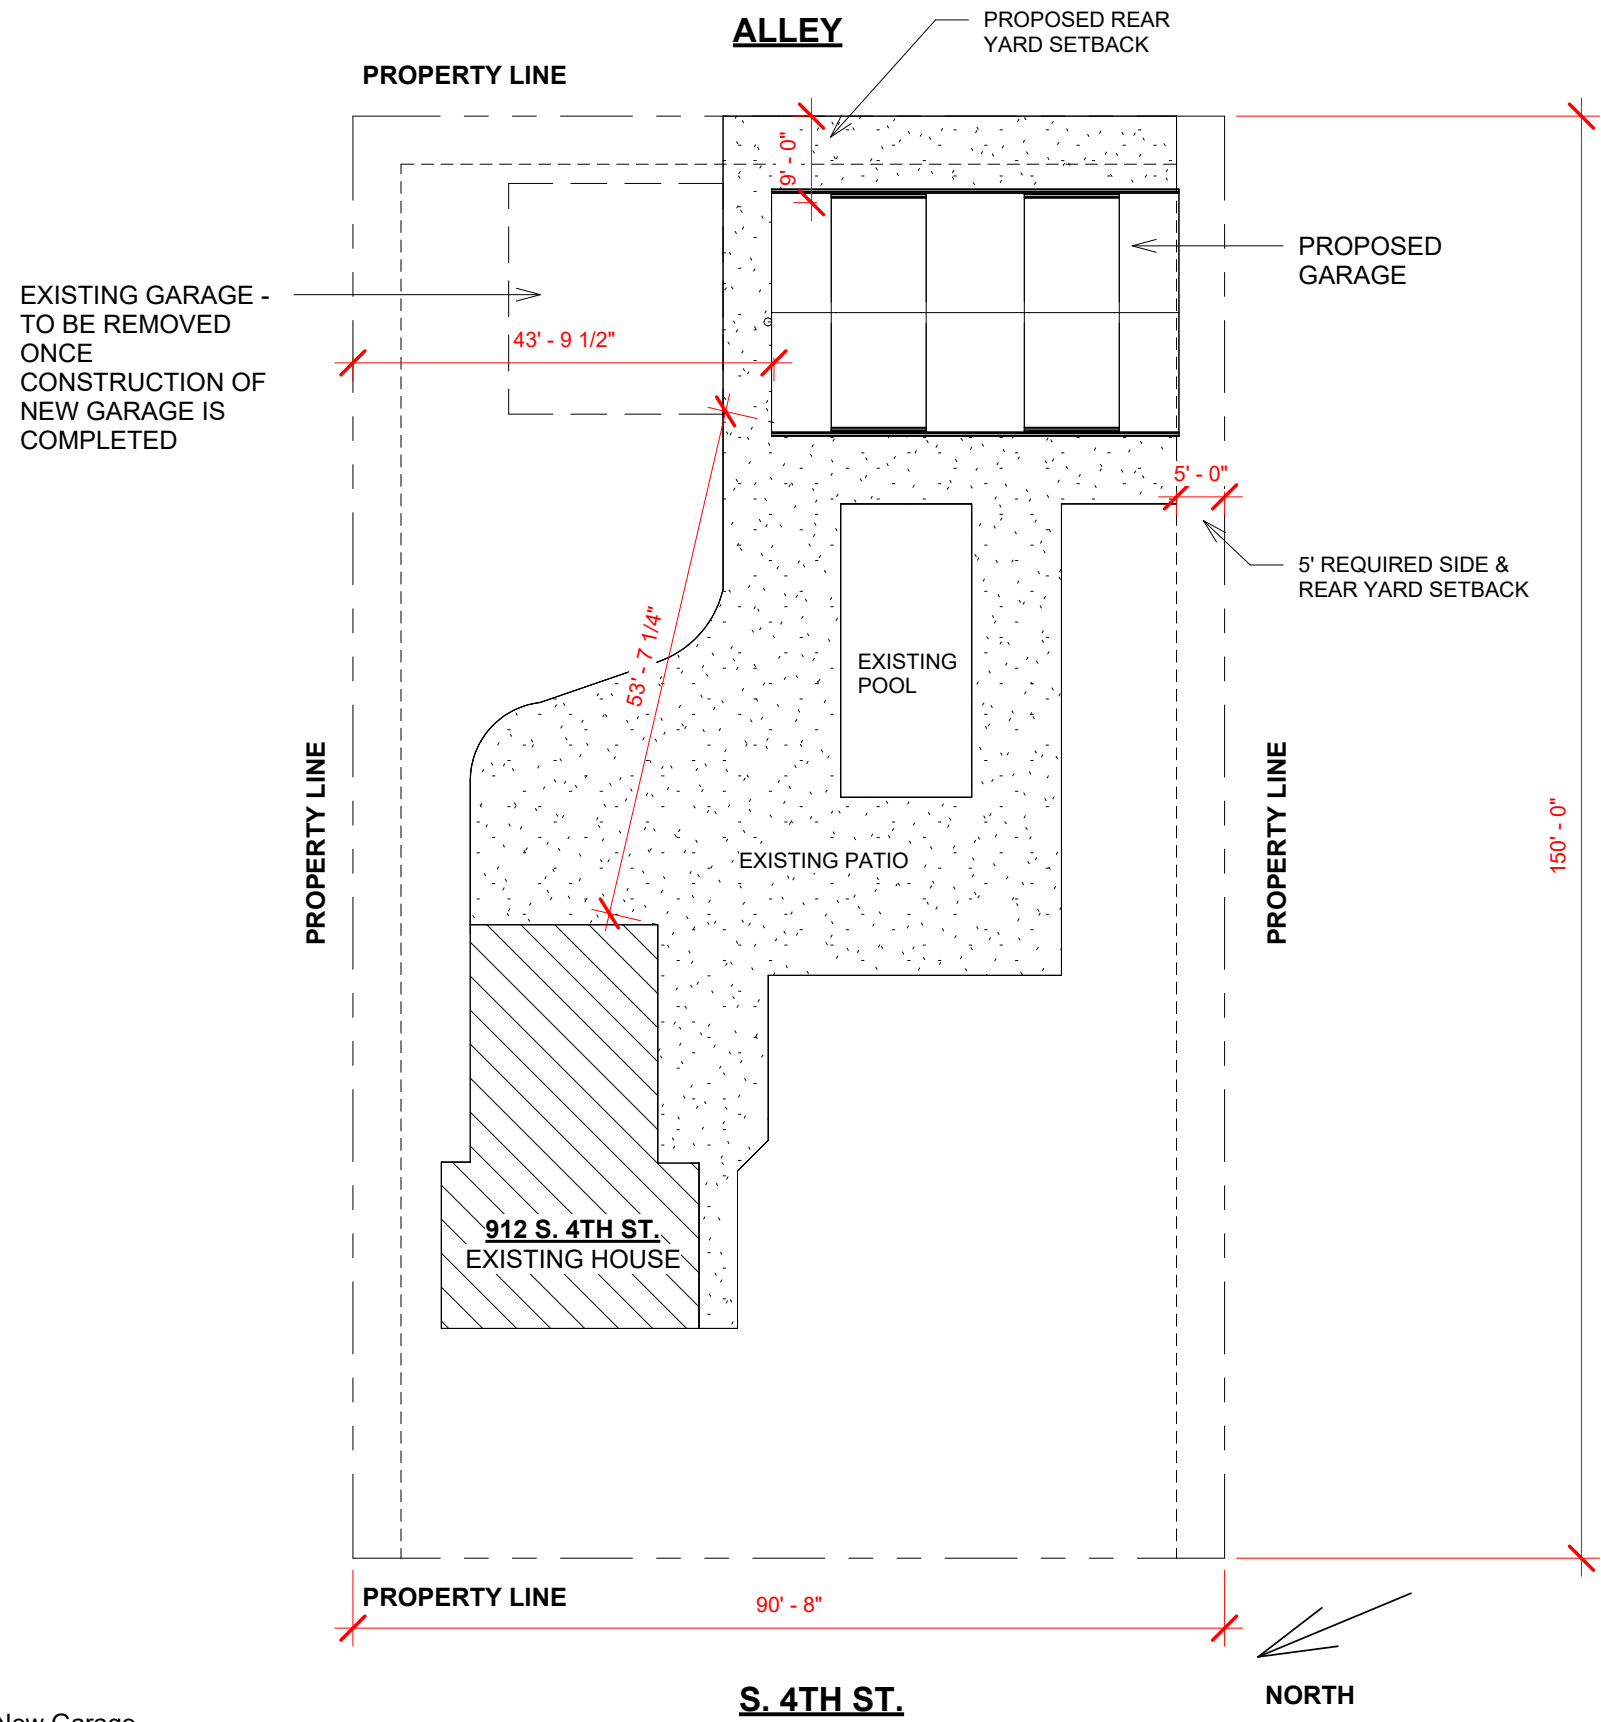 ALLEY
PROPOSED REAR
YARD SETBACK
PROPERTY LINE
9' - 0"
PROPOSED
GARAGE
EXISTING GARAGE -
TO BE REMOVED
ONCE
CONSTRUCTION OF
NEW GARAGE IS
COMPLETED
43' - 9 1/2"
5' - 0"
5' REQUIRED SIDE &
REAR YARD SETBACK
53' - 7 1/4"
EXISTING
POOL
PROPERTY LINE
PROPERTY LINE
150' - 0"
EXISTING PATIO
912 S. 4TH ST.
EXISTING HOUSE
PROPERTY LINE
90' - 8"
NORTH
S. 4TH ST.
New Garage